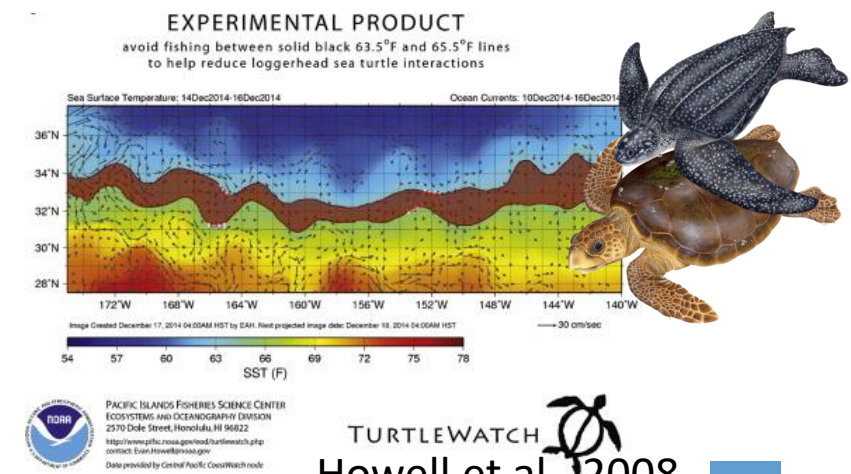 EXPERIMENTAL PRODUCT
avoid fishing between solid black 63.5°F and 65.5°F lines
to help reduce loggerhead sea turtle interactions
Sea Surface Temperature: 14Dec2014-16Dec2014 Ocean Currents: 10Dec2014-16Dec2014
36°N
34°N
32°N
30°N
28°N
172°W 168°W 164°W 160°W 156°W 152°W 148°W 144°W 140°W
Image Created December 17, 2014 04:00AM HST by EAH. Next projected image date: December 18, 2014 04:00AM HST
30 cm/sec
54 57 60 63 66 69 72 75 78
SST (F)
NOAA
PACIFIC ISLANDS FISHERIES SCIENCE CENTER
ECOSYSTEMS AND OCEANOGRAPHY DIVISION
2570 Dole Street, Honolulu, HI 96822
http://www.pifsc.noaa.gov/eod/turtlewatch.php
contact: Evan.Howell@noaa.gov
Data provided by Central Pacific CoastWatch node
TURTLEWATCH
Howell et al. 2008